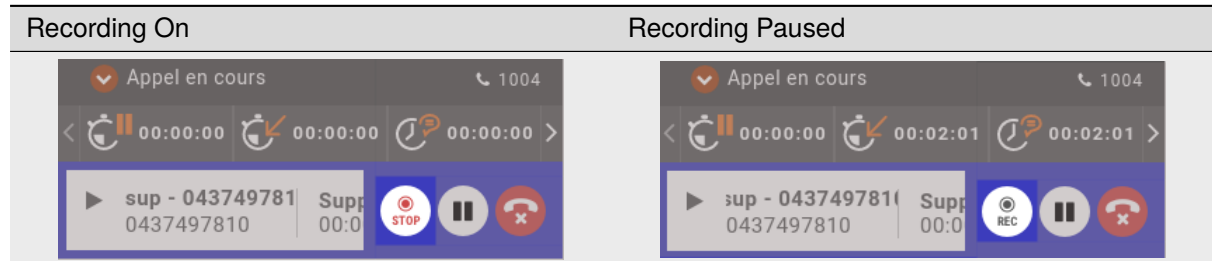 Recording On
Recording Paused
Appel en cours 1004
00:00:00 00:00:00 00:00:00
sup - 043749781 Supp
0437497810 00:0
STOP
Appel en cours 1004
00:00:00 00:02:01 00:02:01
sup - 043749781 Supp
0437497810 00:0
REC